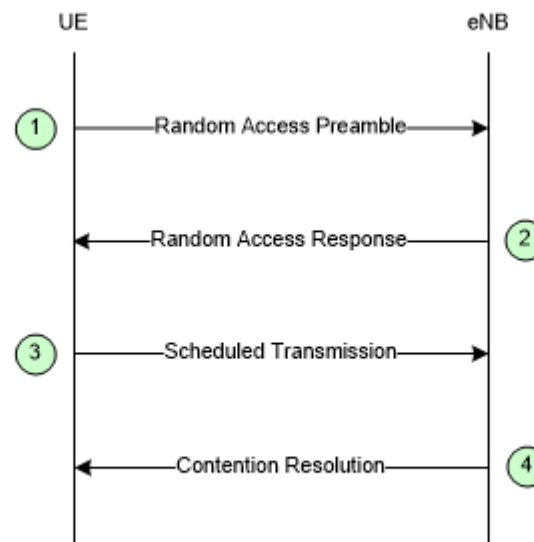 UE eNB
1 Random Access Preamble
Random Access Response 2
3 Scheduled Transmission
Contention Resolution 4